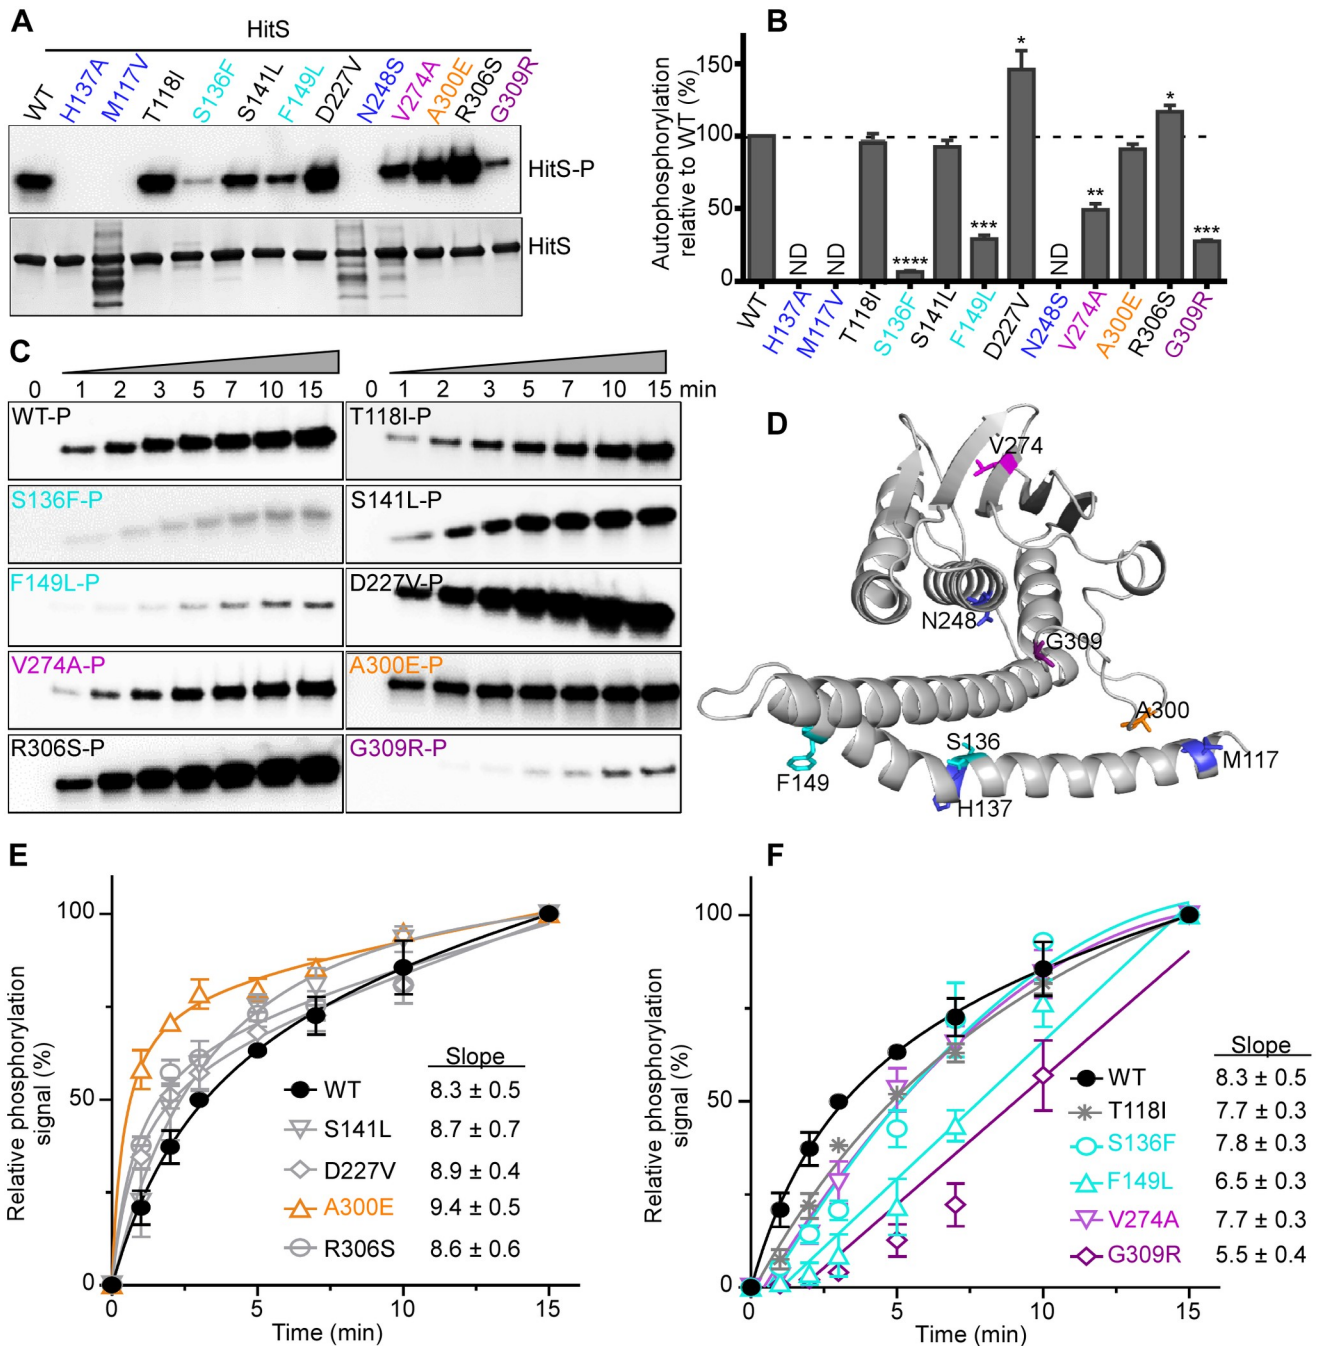 A
HitS
WT H137A M117V T118I S136F S141L F149L D227V N248S V274A A300E R306S G309R
HitS-P
HitS
B
Autophosphorylation
relative to WT (%)
150
100
50
0
ND ND **** *** * ND ** * ***
WT H137A M117V T118I S136F S141L F149L D227V N248S V274A A300E R306S G309R
C
0 1 2 3 5 7 10 15 0 1 2 3 5 7 10 15 min
WT-P T118I-P
S136F-P S141L-P
F149L-P D227V-P
V274A-P A300E-P
R306S-P G309R-P
D
V274
N248
G309
A300
S136
M117
F149
H137
E
Relative phosphorylation
signal (%)
100
50
0
0 5 10 15
Time (min)
Slope
WT 8.3 ± 0.5
S141L 8.7 ± 0.7
D227V 8.9 ± 0.4
A300E 9.4 ± 0.5
R306S 8.6 ± 0.6
F
Relative phosphorylation
signal (%)
100
50
0
0 5 10 15
Time (min)
Slope
WT 8.3 ± 0.5
T118I 7.7 ± 0.3
S136F 7.8 ± 0.3
F149L 6.5 ± 0.3
V274A 7.7 ± 0.3
G309R 5.5 ± 0.4